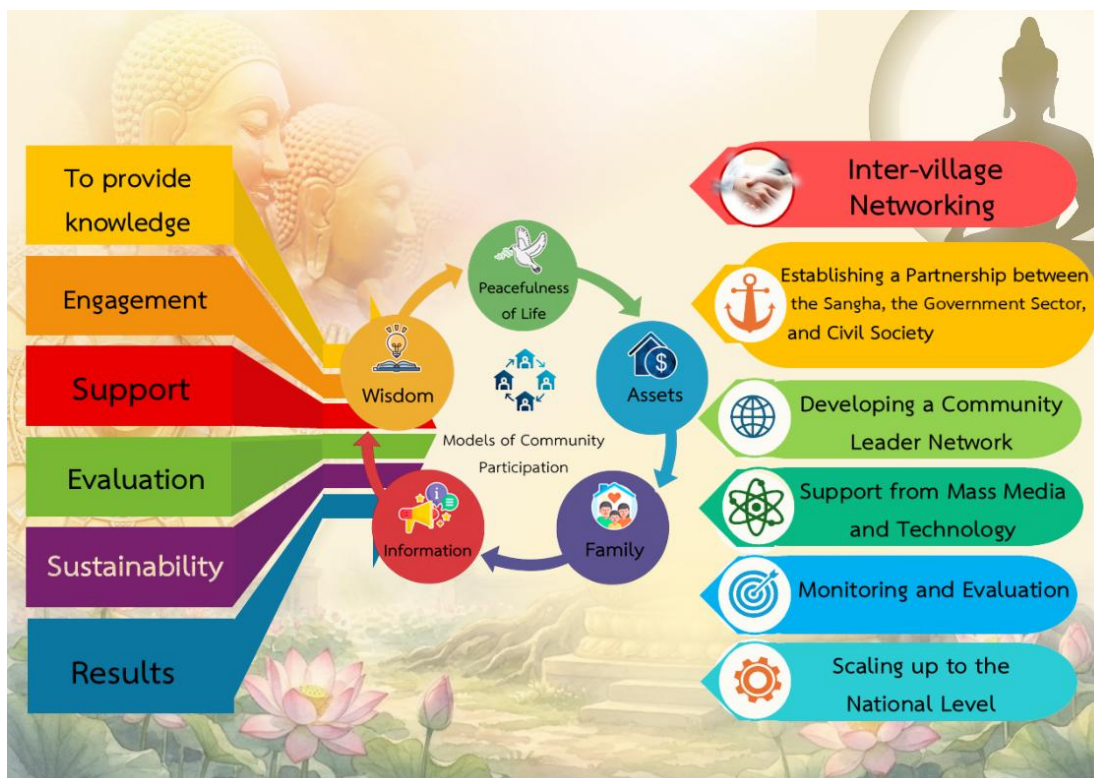 To provide
knowledge
Engagement
Support
Evaluation
Sustainability
Results
Peacefulness
of Life
Wisdom
$
Assets
Models of Community
Participation
i
Information
Family
Inter-village
Networking
Establishing a Partnership between
the Sangha, the Government Sector,
and Civil Society
Developing a Community
Leader Network
Support from Mass Media
and Technology
Monitoring and Evaluation
Scaling up to the
National Level